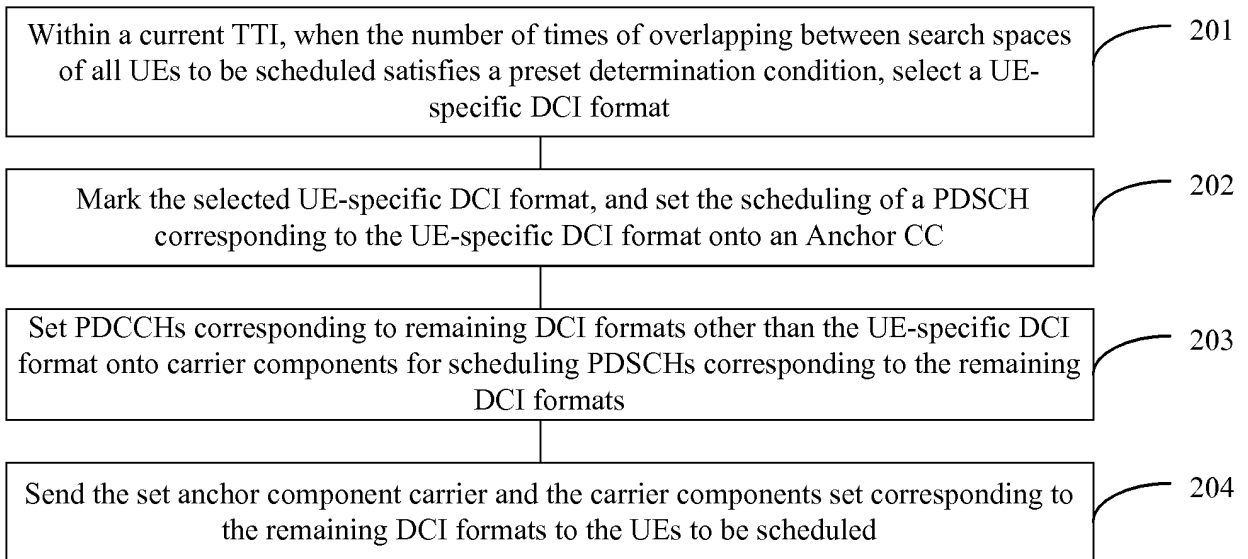 Within a current TTI, when the number of times of overlapping between search spaces
of all UEs to be scheduled satisfies a preset determination condition, select a UE-
specific DCI format
201
Mark the selected UE-specific DCI format, and set the scheduling of a PDSCH
corresponding to the UE-specific DCI format onto an Anchor CC
202
Set PDCCHs corresponding to remaining DCI formats other than the UE-specific DCI
format onto carrier components for scheduling PDSCHs corresponding to the remaining
DCI formats
203
Send the set anchor component carrier and the carrier components set corresponding to
the remaining DCI formats to the UEs to be scheduled
204